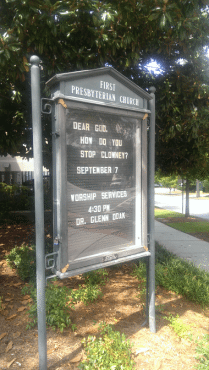 FIRST
PRESBYTERIAN CHURCH
DEAR GOD,
HOW DO YOU
STOP CLOWNEY?
SEPTEMBER 7
WORSHIP SERVICES
4:30 PM
DR. GLENN DOAK